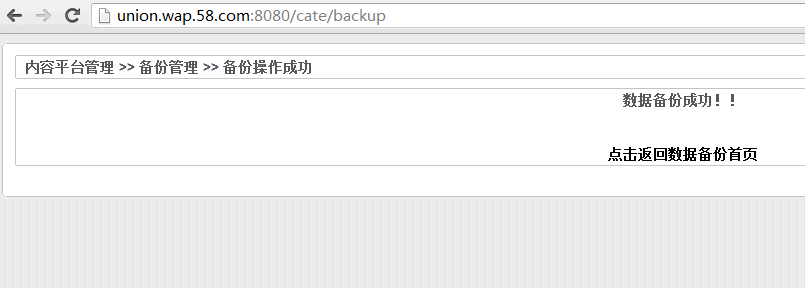 union.wap.58.com:8080/cate/backup
内容平台管理 >> 备份管理 >> 备份操作成功
数据备份成功！！
点击返回数据备份首页